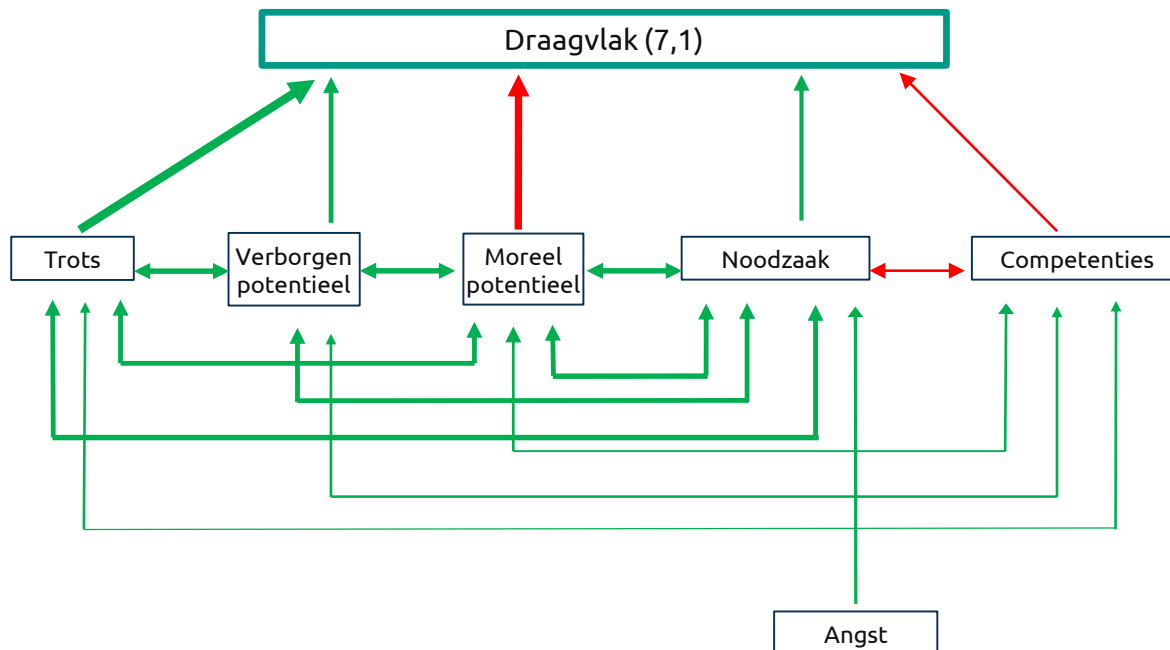 Draagvlak (7,1)
Trots
Verborgen
potentieel
Moreel
potentieel
Noodzaak
Competenties
Angst